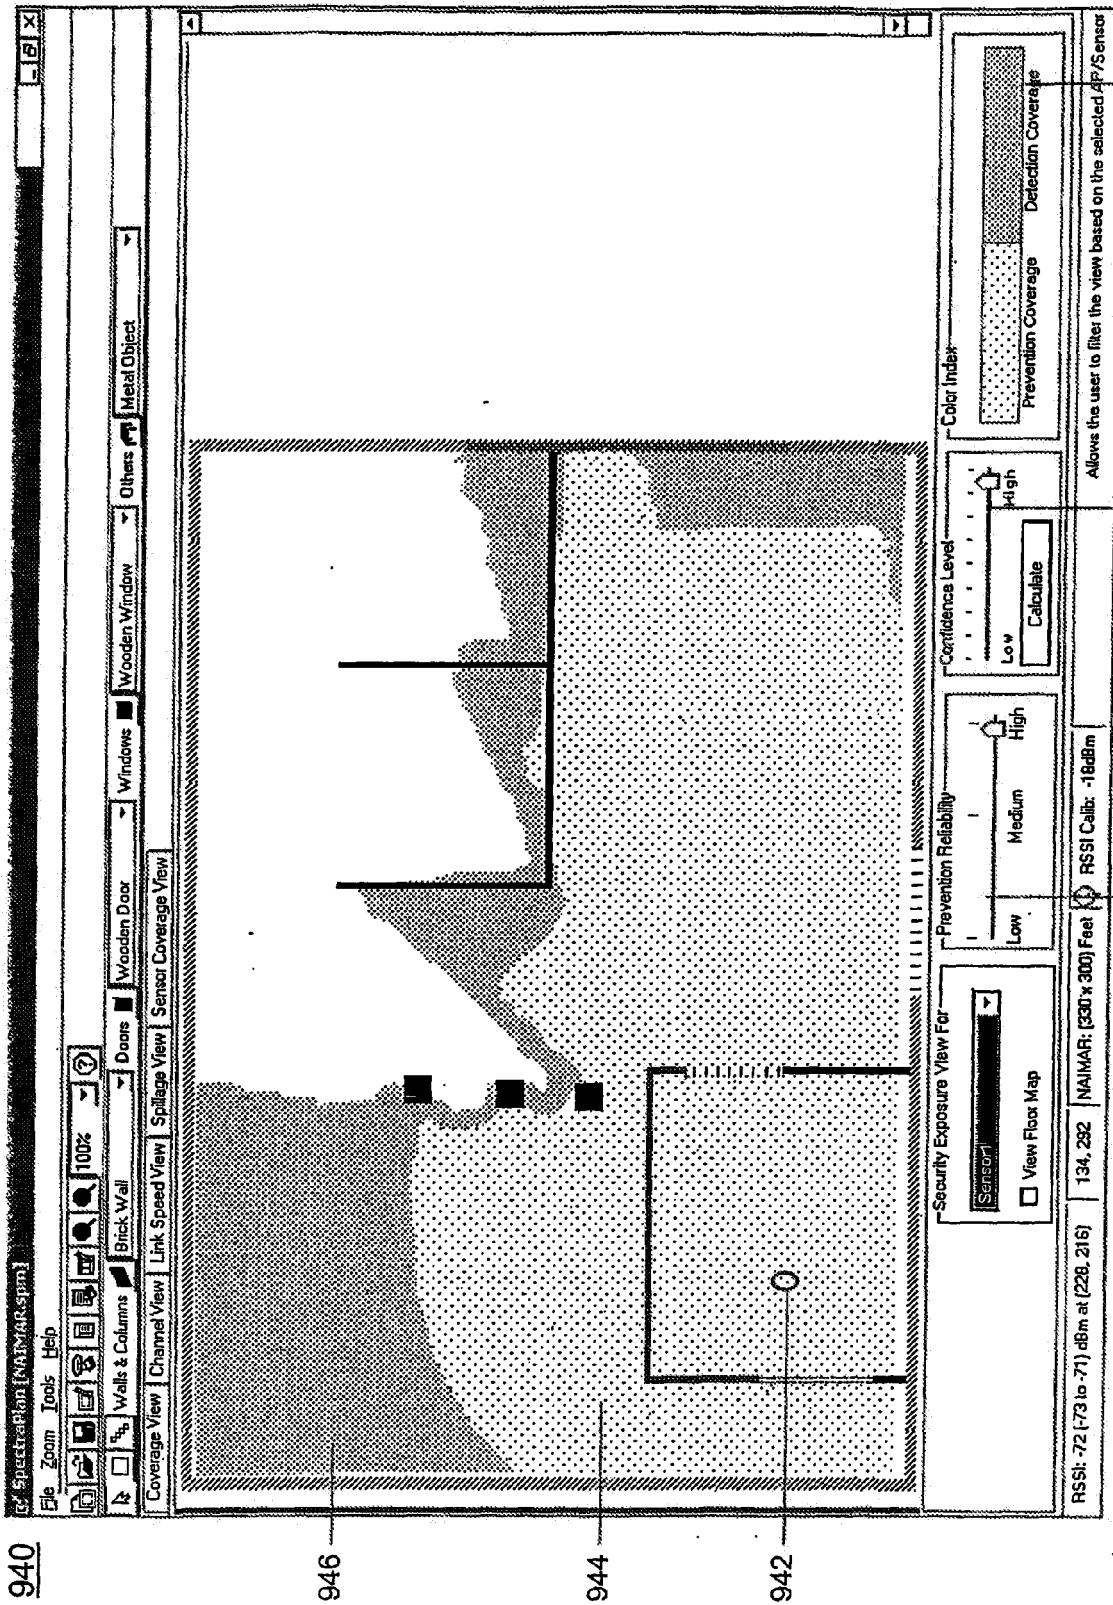 940
SpectraPlan [NAIMAR.spm]
File Zoom Tools Help
100%
Walls & Columns Brick Wall Doors Wooden Door Windows Wooden Window Others Metal Object
Coverage View Channel View Link Speed View Spillage View Sensor Coverage View
946
944
942
Security Exposure View For
Sensor1
View Floor Map
Prevention Reliability
Low Medium High
Confidence Level
Low High
Calculate
Color Index
Prevention Coverage Detection Coverage
RSSI: -72 (-73 to -71) dBm at (228, 216) 134, 292 NAIMAR: (330 x 300) Feet RSSI Calib: -18dBm Allows the user to filter the view based on the selected AP/Sensor